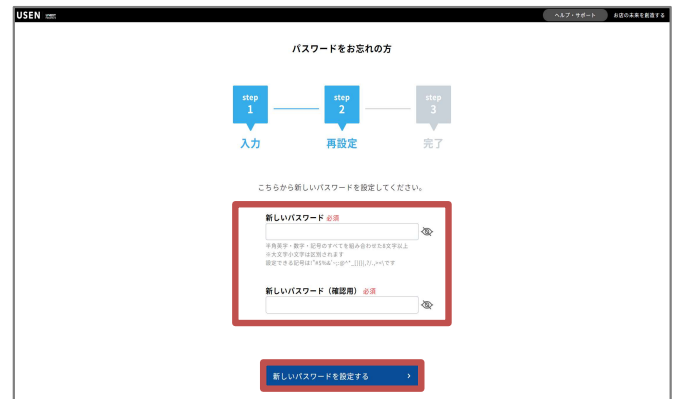 USEN
ヘルプ・サポート
お店の未来を創造する
パスワードをお忘れの方
step
1
入力
step
2
再設定
step
3
完了
こちらから新しいパスワードを設定してください。
新しいパスワード 必須
半角英字・数字・記号のすべてを組み合わせた8文字以上
※大文字小文字は区別されます
新しいパスワード（確認用） 必須
新しいパスワードを設定する